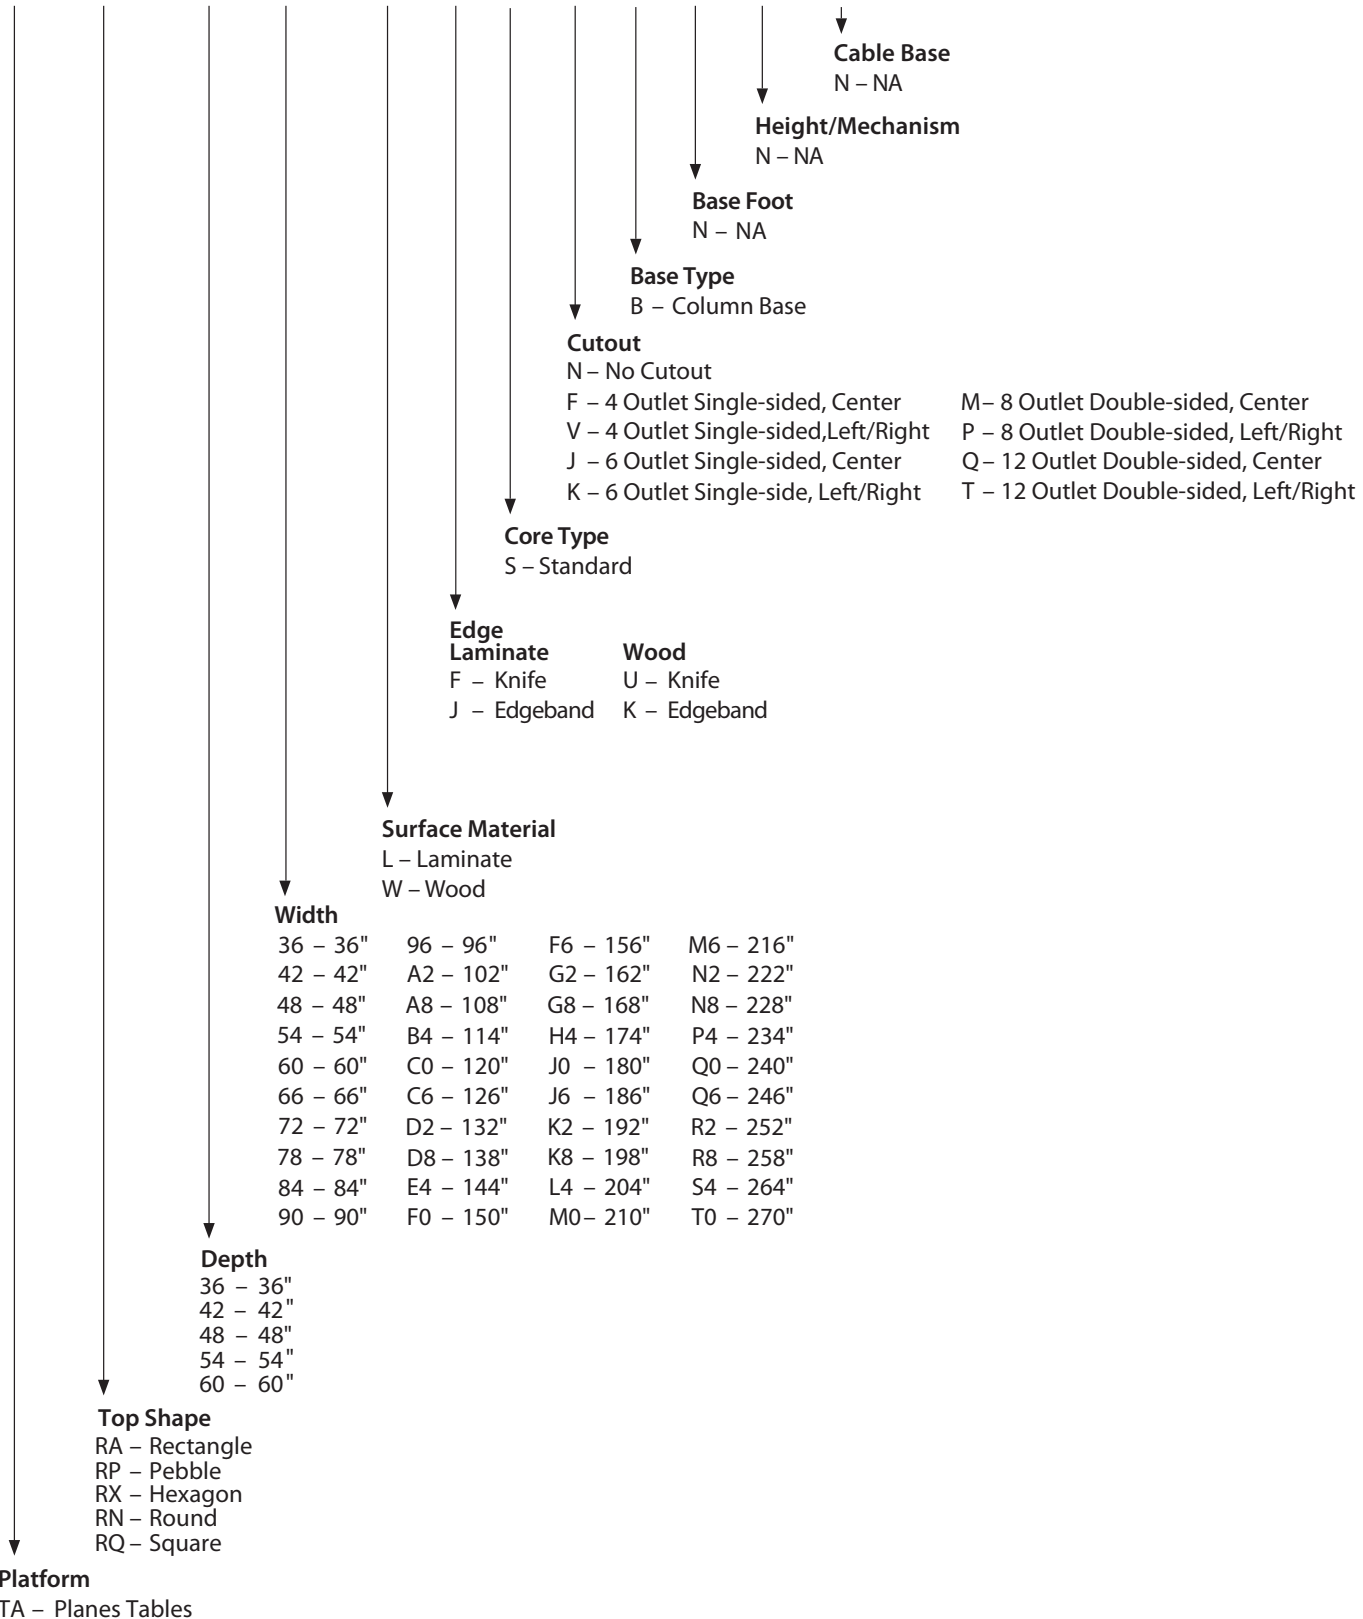 Cable Base
N – NA
Height/Mechanism
N – NA
Base Foot
N – NA
Base Type
B – Column Base
Cutout
N – No Cutout
F – 4 Outlet Single-sided, Center M– 8 Outlet Double-sided, Center
V – 4 Outlet Single-sided,Left/Right P – 8 Outlet Double-sided, Left/Right
J – 6 Outlet Single-sided, Center Q – 12 Outlet Double-sided, Center
K – 6 Outlet Single-side, Left/Right T – 12 Outlet Double-sided, Left/Right
Core Type
S – Standard
Edge
Laminate Wood
F – Knife U – Knife
J – Edgeband K – Edgeband
Surface Material
L – Laminate
W – Wood
Width
36 – 36" 96 – 96" F6 – 156" M6 – 216"
42 – 42" A2 – 102" G2 – 162" N2 – 222"
48 – 48" A8 – 108" G8 – 168" N8 – 228"
54 – 54" B4 – 114" H4 – 174" P4 – 234"
60 – 60" C0 – 120" J0 – 180" Q0 – 240"
66 – 66" C6 – 126" J6 – 186" Q6 – 246"
72 – 72" D2 – 132" K2 – 192" R2 – 252"
78 – 78" D8 – 138" K8 – 198" R8 – 258"
84 – 84" E4 – 144" L4 – 204" S4 – 264"
90 – 90" F0 – 150" M0 – 210" T0 – 270"
Depth
36 – 36"
42 – 42"
48 – 48"
54 – 54"
60 – 60"
Top Shape
RA – Rectangle
RP – Pebble
RX – Hexagon
RN – Round
RQ – Square
Platform
TA – Planes Tables